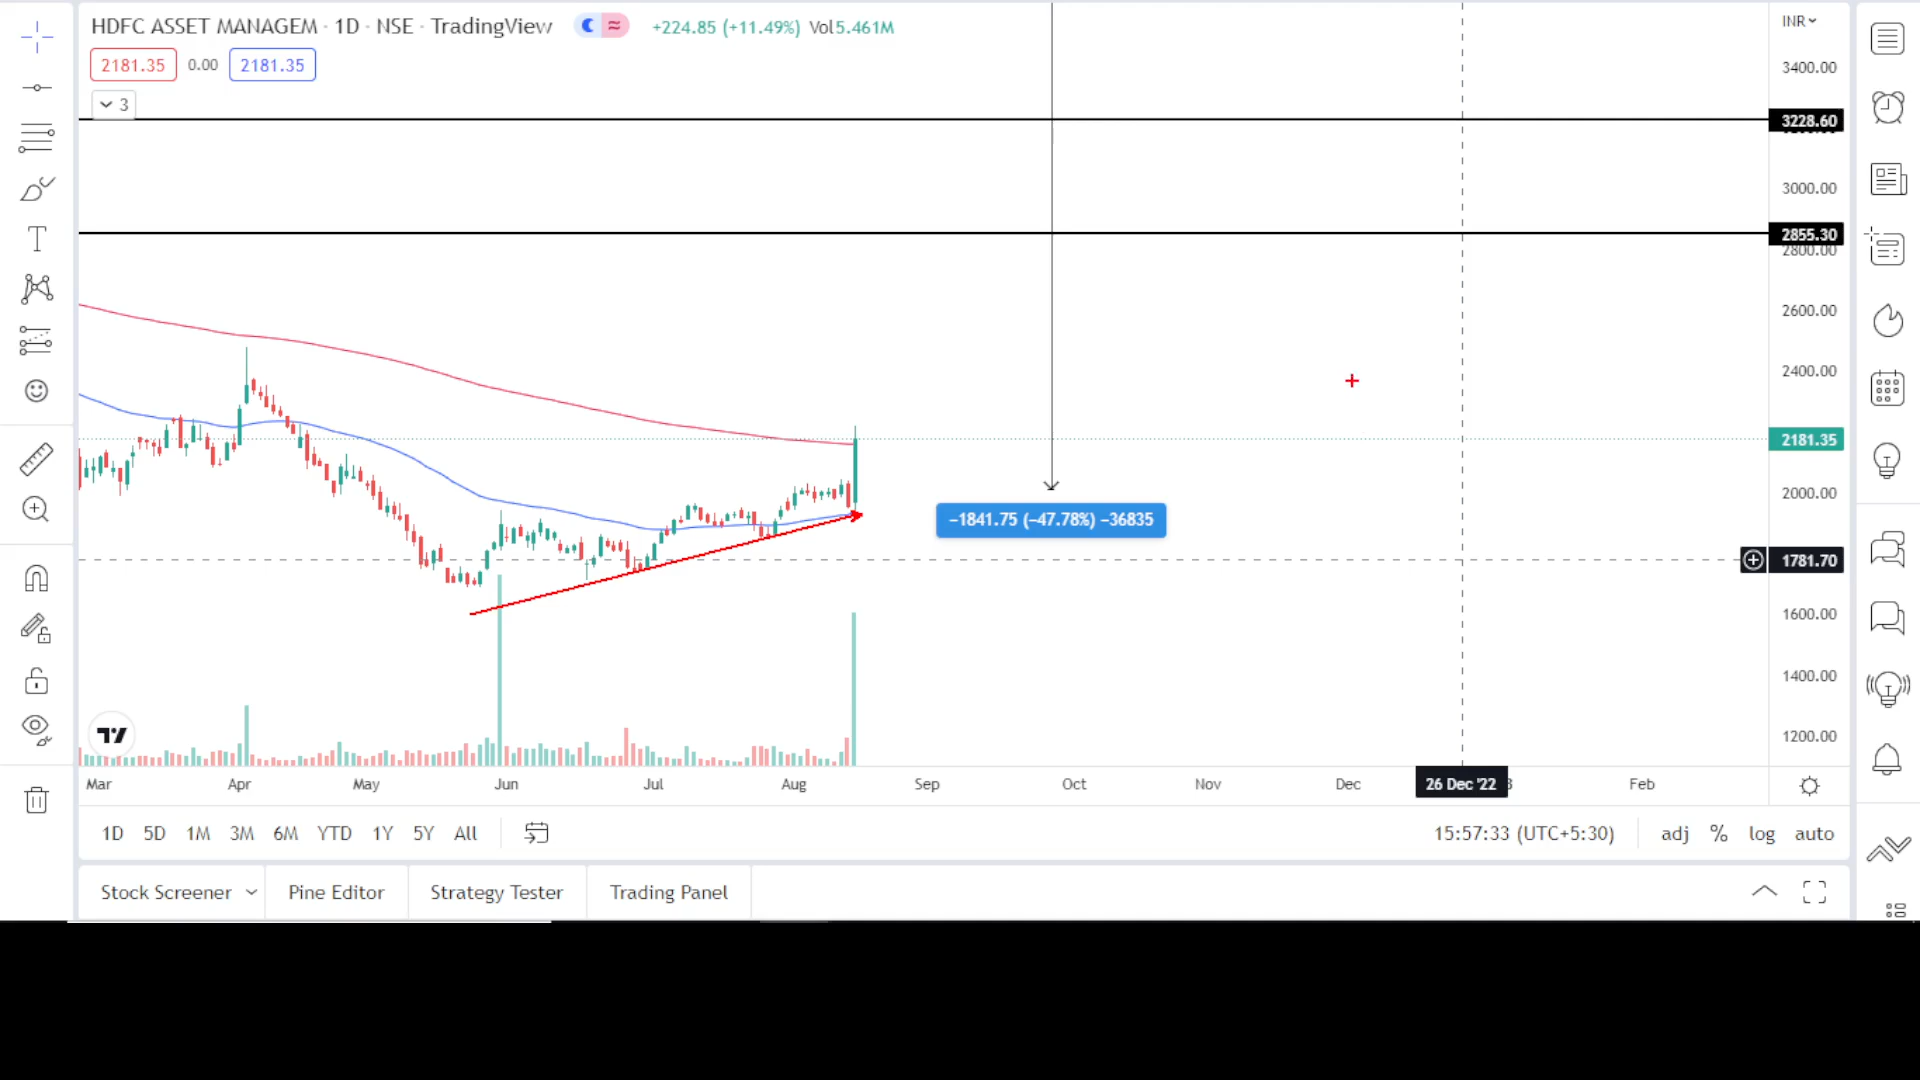 HDFC ASSET MANAGEM · 1D · NSE · TradingView
+224.85 (+11.49%) Vol5.461M
INR
2181.35 0.00 2181.35
3
3400.00
3228.60
3000.00
2855.30
2800.00
2600.00
2400.00
2181.35
2000.00
−1841.75 (−47.78%) −36835
1781.70
1600.00
1400.00
1200.00
Mar Apr May Jun Jul Aug Sep Oct Nov Dec 26 Dec '22 Feb
1D 5D 1M 3M 6M YTD 1Y 5Y All
15:57:33 (UTC+5:30) adj % log auto
Stock Screener Pine Editor Strategy Tester Trading Panel